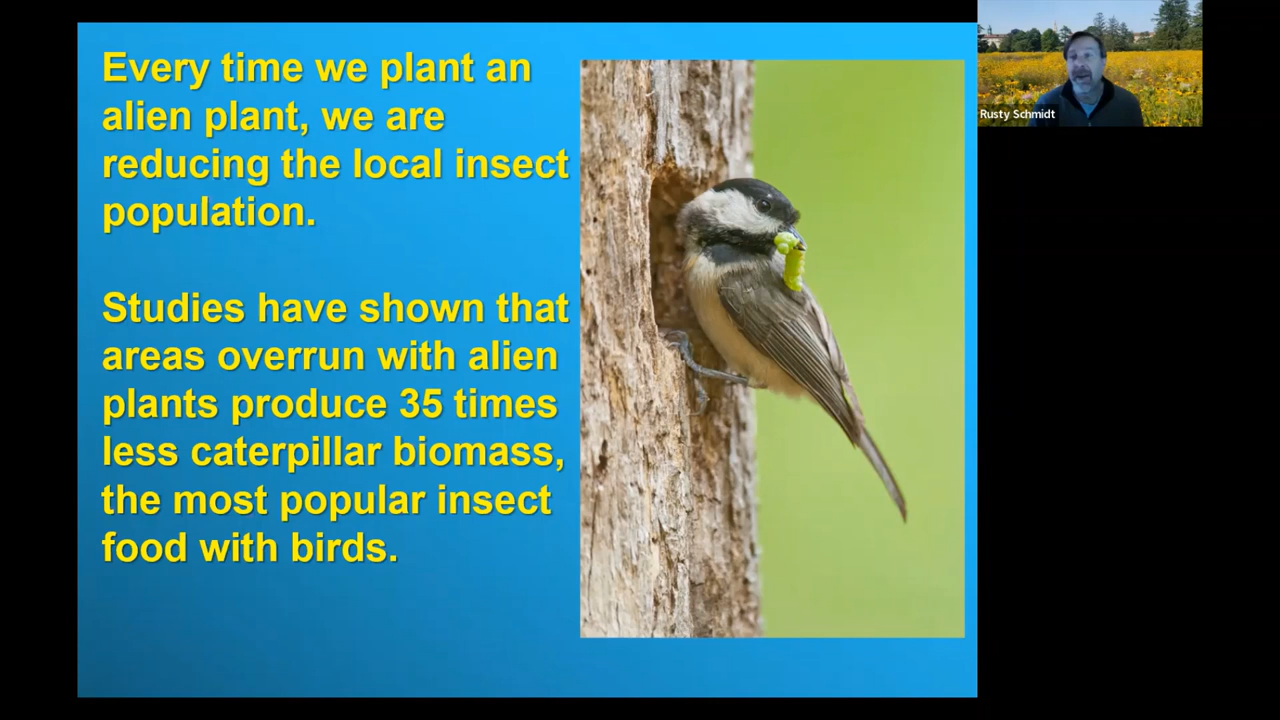 Every time we plant an
alien plant, we are
reducing the local insect
population.
Studies have shown that
areas overrun with alien
plants produce 35 times
less caterpillar biomass,
the most popular insect
food with birds.
Rusty Schmidt